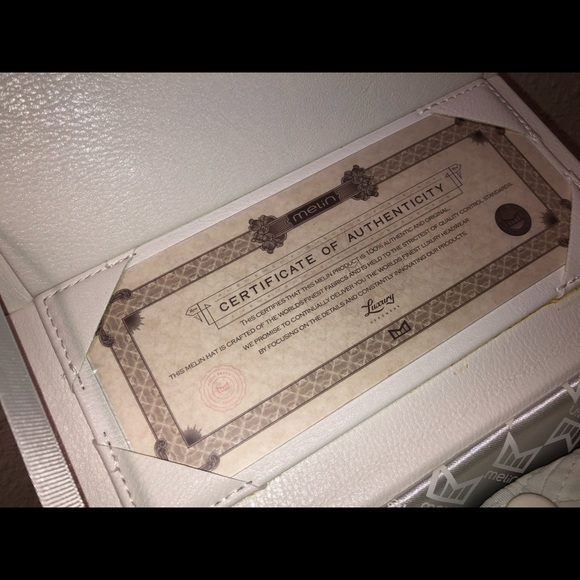 melin
CERTIFICATE OF AUTHENTICITY
THIS CERTIFIES THAT THIS MELIN PRODUCT IS 100% AUTHENTIC AND ORIGINAL.
THIS MELIN HAT IS CRAFTED OF THE WORLD'S FINEST FABRICS AND IS HELD TO THE STRICTEST OF QUALITY CONTROL STANDARDS.
WE PROMISE TO CONTINUALLY DELIVER YOU THE WORLD'S FINEST LUXURY HEADWEAR
BY FOCUSING ON THE DETAILS AND CONSTANTLY INNOVATING OUR PRODUCTS.
Luxury
HEADWEAR
melin